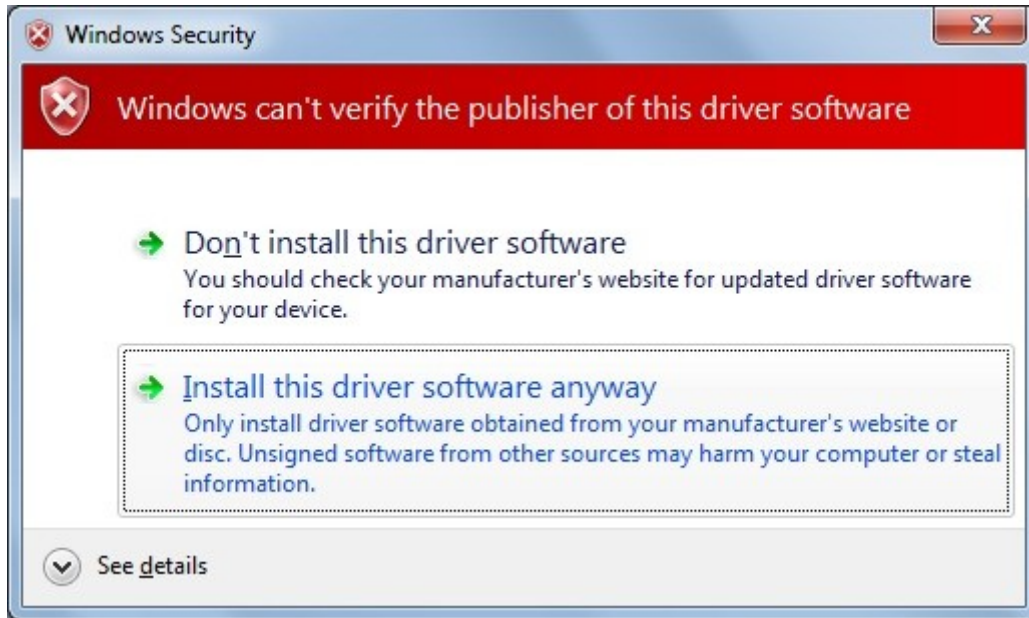 Windows Security
Windows can't verify the publisher of this driver software
Don't install this driver software
You should check your manufacturer's website for updated driver software
for your device.
Install this driver software anyway
Only install driver software obtained from your manufacturer's website or
disc. Unsigned software from other sources may harm your computer or steal
information.
See details